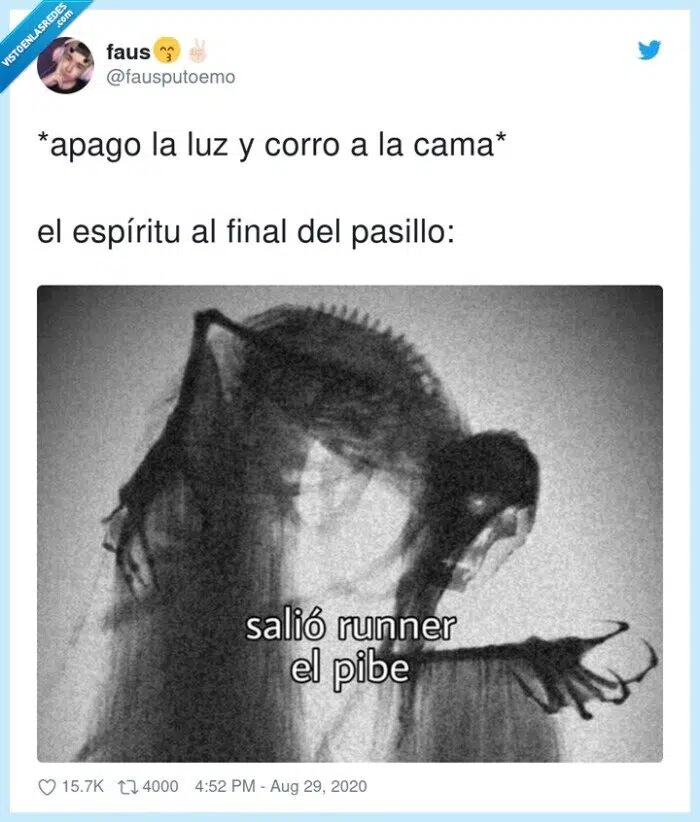 VISTOENLASREDES
.com
faus😙✌🏻
@fausputoemo
*apago la luz y corro a la cama*
el espíritu al final del pasillo:
salió runner
el pibe
15.7K 4000 4:52 PM - Aug 29, 2020